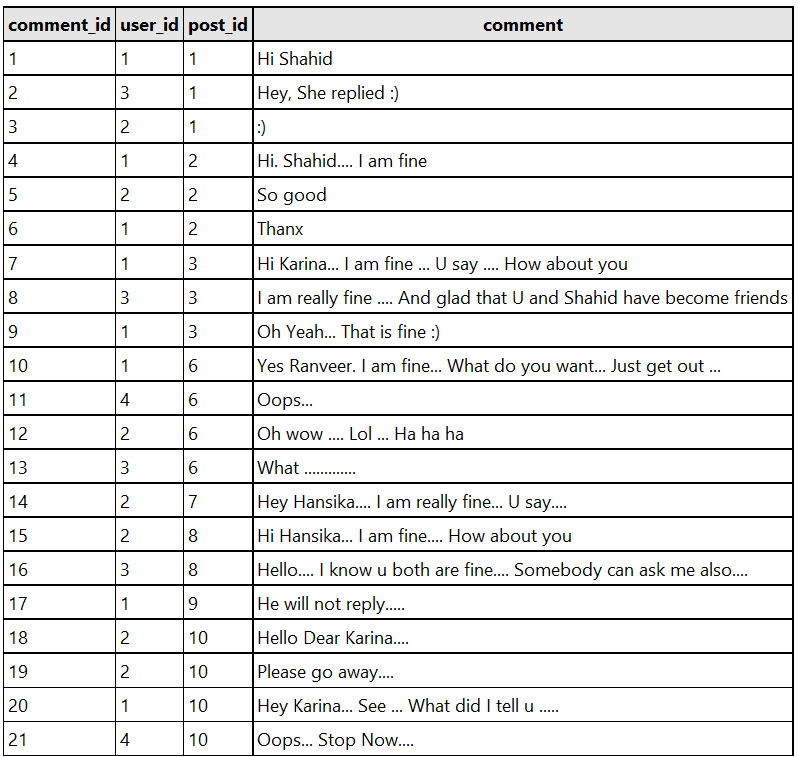 comment_id user_id post_id comment
1 1 1 Hi Shahid
2 3 1 Hey, She replied :)
3 2 1 :)
4 1 2 Hi. Shahid.... I am fine
5 2 2 So good
6 1 2 Thanx
7 1 3 Hi Karina... I am fine ... U say .... How about you
8 3 3 I am really fine .... And glad that U and Shahid have become friends
9 1 3 Oh Yeah... That is fine :)
10 1 6 Yes Ranveer. I am fine... What do you want... Just get out ...
11 4 6 Oops...
12 2 6 Oh wow .... Lol ... Ha ha ha
13 3 6 What .............
14 2 7 Hey Hansika.... I am really fine... U say....
15 2 8 Hi Hansika... I am fine.... How about you
16 3 8 Hello.... I know u both are fine.... Somebody can ask me also....
17 1 9 He will not reply.....
18 2 10 Hello Dear Karina....
19 2 10 Please go away....
20 1 10 Hey Karina... See ... What did I tell u .....
21 4 10 Oops... Stop Now....